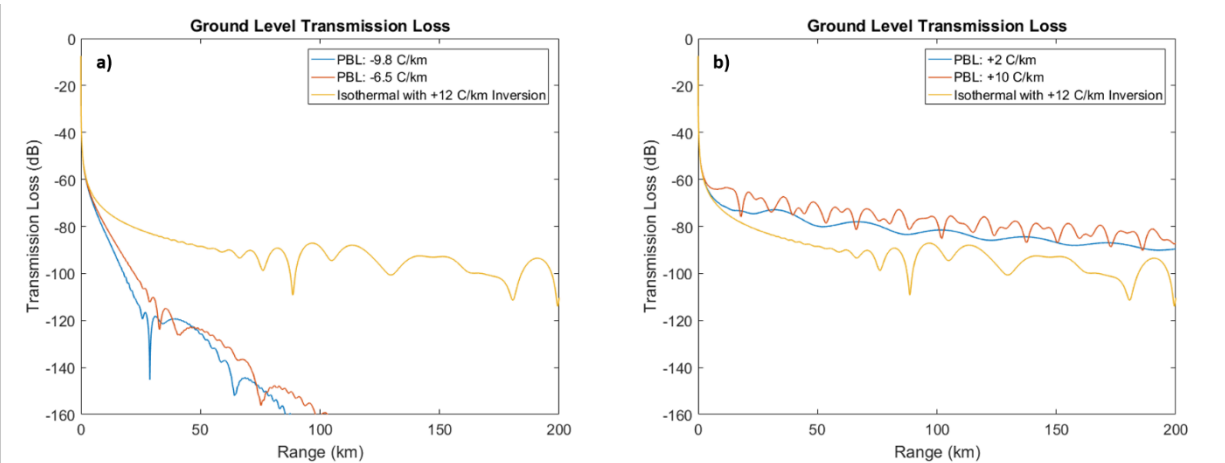 Ground Level Transmission Loss
a)
PBL: -9.8 C/km
PBL: -6.5 C/km
Isothermal with +12 C/km Inversion
0
-20
-40
-60
-80
-100
-120
-140
-160
Transmission Loss (dB)
0 50 100 150 200
Range (km)
Ground Level Transmission Loss
b)
PBL: +2 C/km
PBL: +10 C/km
Isothermal with +12 C/km Inversion
0
-20
-40
-60
-80
-100
-120
-140
-160
Transmission Loss (dB)
0 50 100 150 200
Range (km)